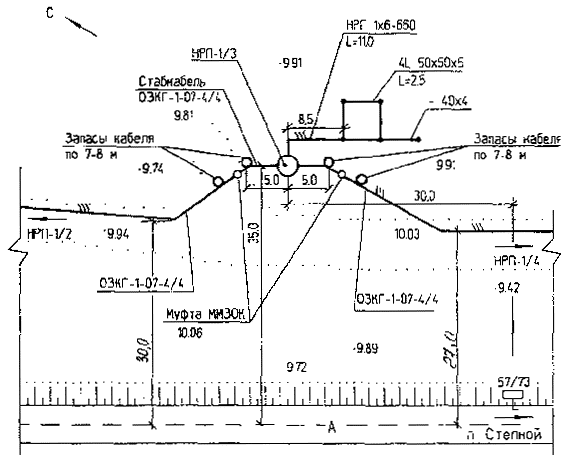 С
НРГ 1х6-660
L=11,0
НРП-1/3
9.91
4L 50х50х5
L=2,5
Стабкабель
ОЗКГ-1-07-4/4
9.81
8,5
- 40х4
Запасы кабеля
по 7-8 м
Запасы кабеля
по 7-8 м
9.74
5.0
5.0
30,0
9.94
35,0
10.03
НРП-1/2
НРП-1/4
ОЗКГ-1-07-4/4
ОЗКГ-1-07-4/4
9.42
Муфта ММЗОК
10.06
30,0
9.89
27,0
9.72
57/73
А
п. Степной